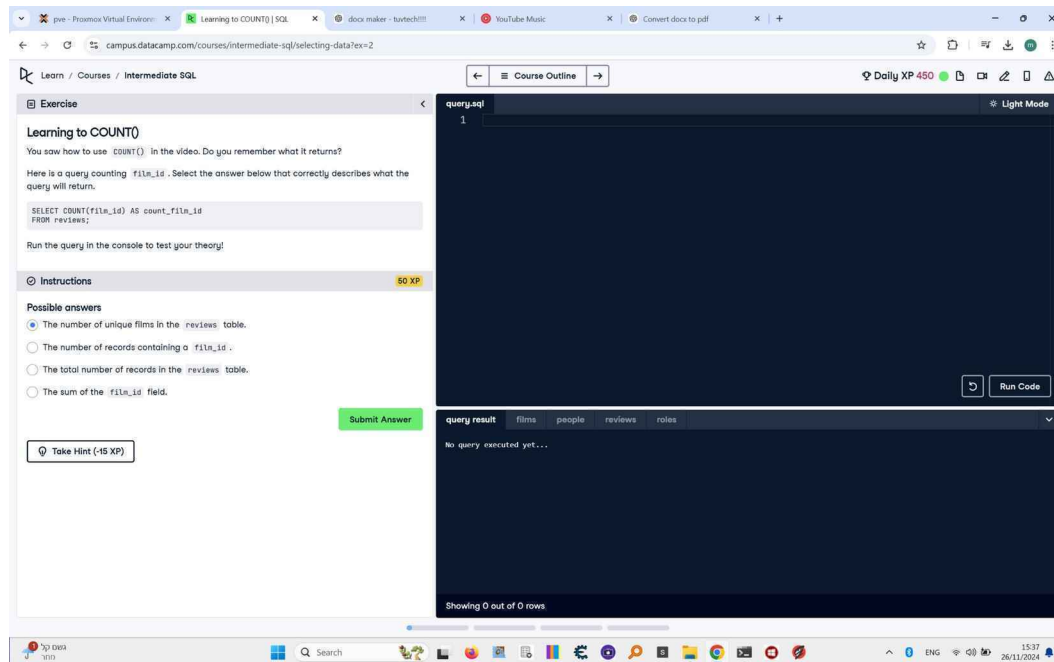 pve - Proxmox Virtual Environ
Learning to COUNT() | SQL
docx maker - tuvtech!!!!
YouTube Music
Convert docx to pdf
campus.datacamp.com/courses/intermediate-sql/selecting-data?ex=2
Learn / Courses / Intermediate SQL
Course Outline
Daily XP 450
Exercise
Learning to COUNT()
You saw how to use COUNT() in the video. Do you remember what it returns?
Here is a query counting film_id . Select the answer below that correctly describes what the
query will return.
SELECT COUNT(film_id) AS count_film_id
FROM reviews;
Run the query in the console to test your theory!
Instructions
50 XP
Possible answers
The number of unique films in the reviews table.
The number of records containing a film_id .
The total number of records in the reviews table.
The sum of the film_id field.
Submit Answer
Take Hint (-15 XP)
query.sql
Light Mode
1
Run Code
query result films people reviews roles
No query executed yet...
Showing 0 out of 0 rows
גשם קל
מחר
Search
ENG
15:37
26/11/2024